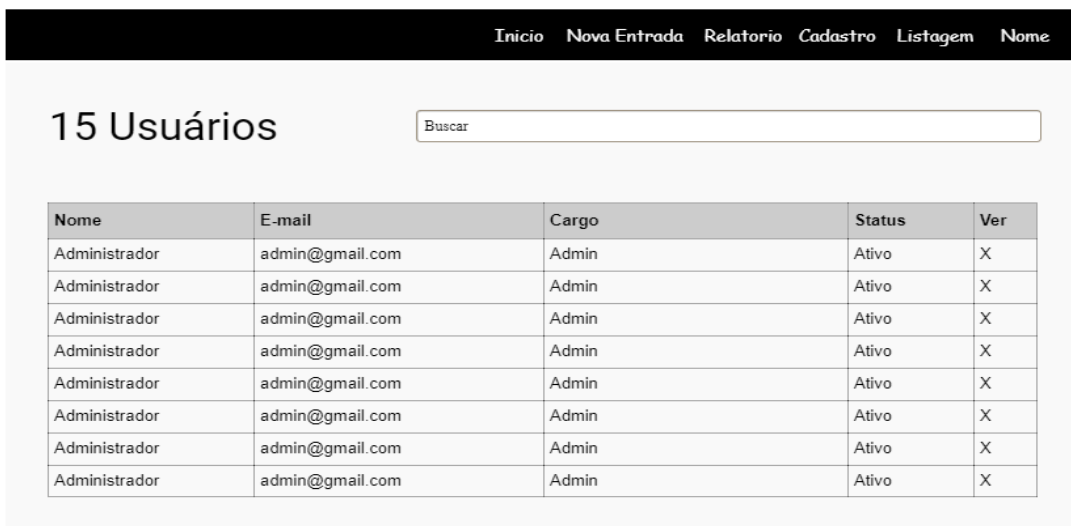 Inicio Nova Entrada Relatorio Cadastro Listagem Nome
15 Usuários Buscar
Nome E-mail Cargo Status Ver
Administrador admin@gmail.com Admin Ativo X
Administrador admin@gmail.com Admin Ativo X
Administrador admin@gmail.com Admin Ativo X
Administrador admin@gmail.com Admin Ativo X
Administrador admin@gmail.com Admin Ativo X
Administrador admin@gmail.com Admin Ativo X
Administrador admin@gmail.com Admin Ativo X
Administrador admin@gmail.com Admin Ativo X